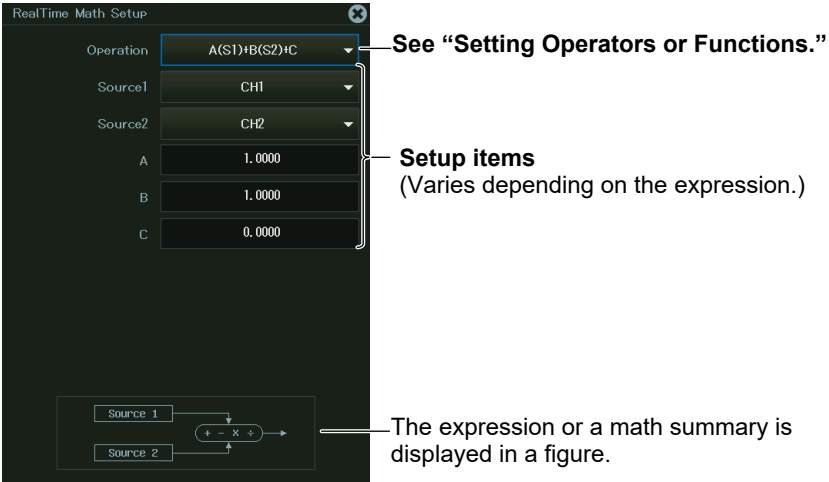 RealTime Math Setup
Operation A(S1)+B(S2)+C
See “Setting Operators or Functions.”
Source1 CH1
Source2 CH2
A 1.0000
Setup items
(Varies depending on the expression.)
B 1.0000
C 0.0000
Source 1
+ - × ÷
Source 2
The expression or a math summary is
displayed in a figure.